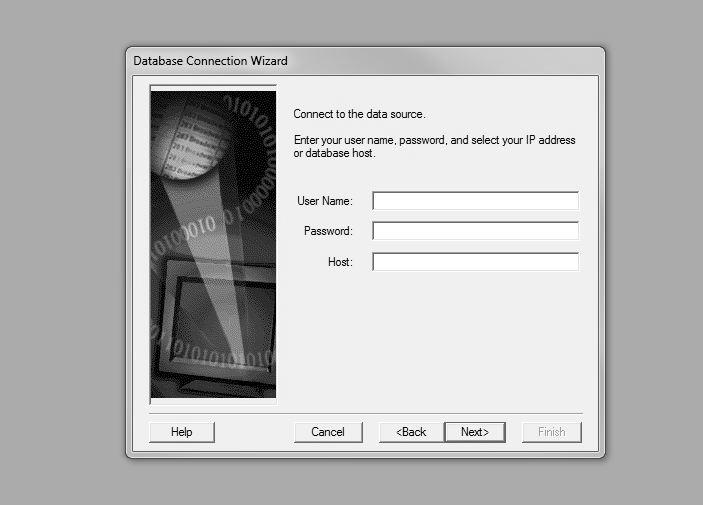 Database Connection Wizard
Connect to the data source.
Enter your user name, password, and select your IP address
or database host.
User Name:
Password:
Host:
Help
Cancel
<Back
Next>
Finish